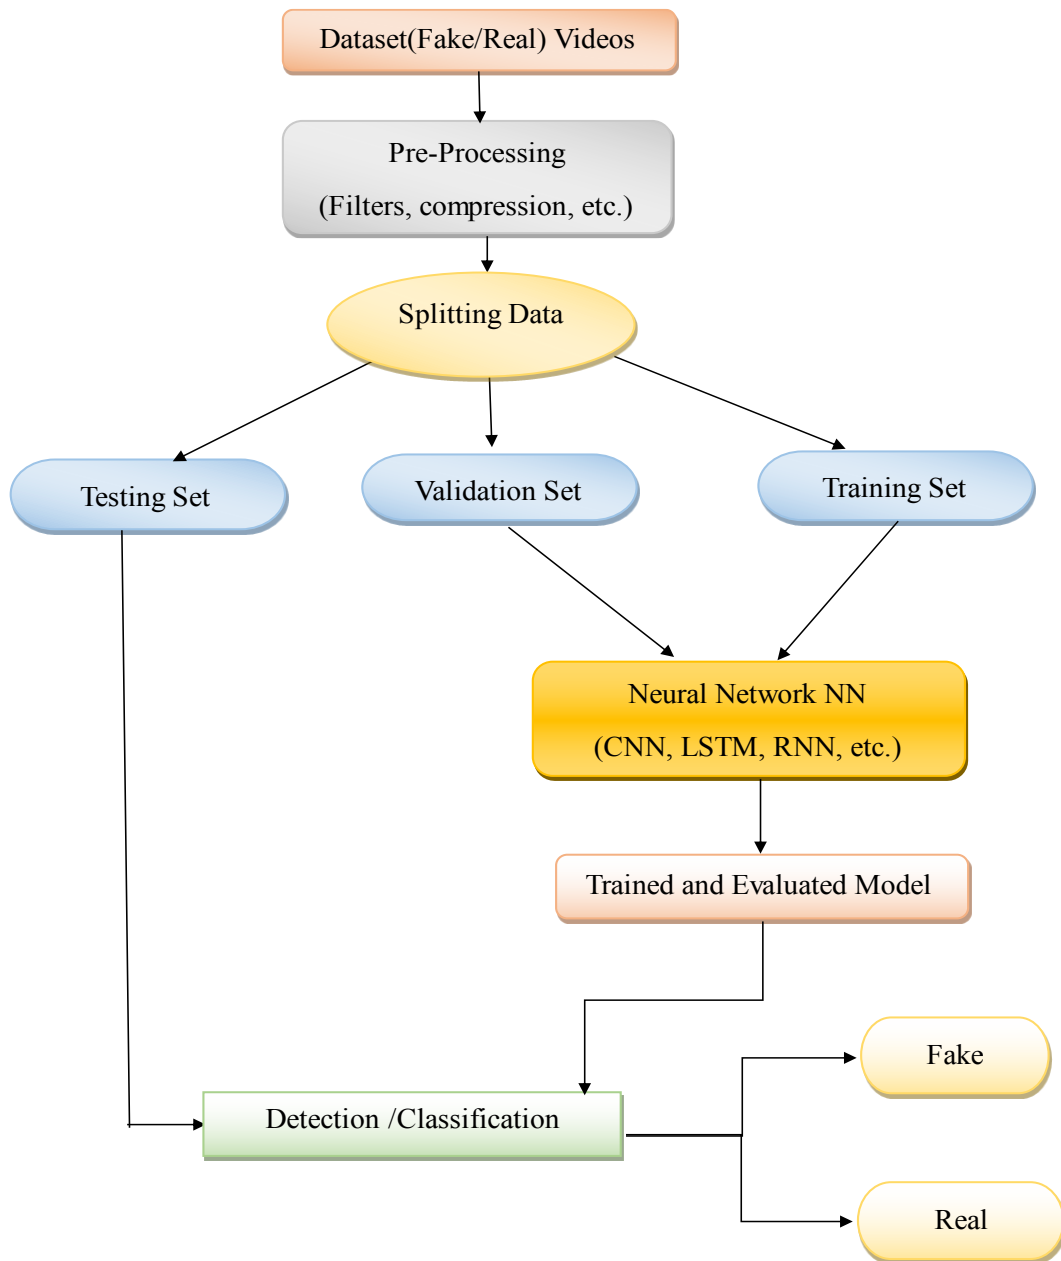 Dataset(Fake/Real) Videos
Pre-Processing
(Filters, compression, etc.)
Splitting Data
Testing Set
Validation Set
Training Set
Neural Network NN
(CNN, LSTM, RNN, etc.)
Trained and Evaluated Model
Fake
Detection /Classification
Real